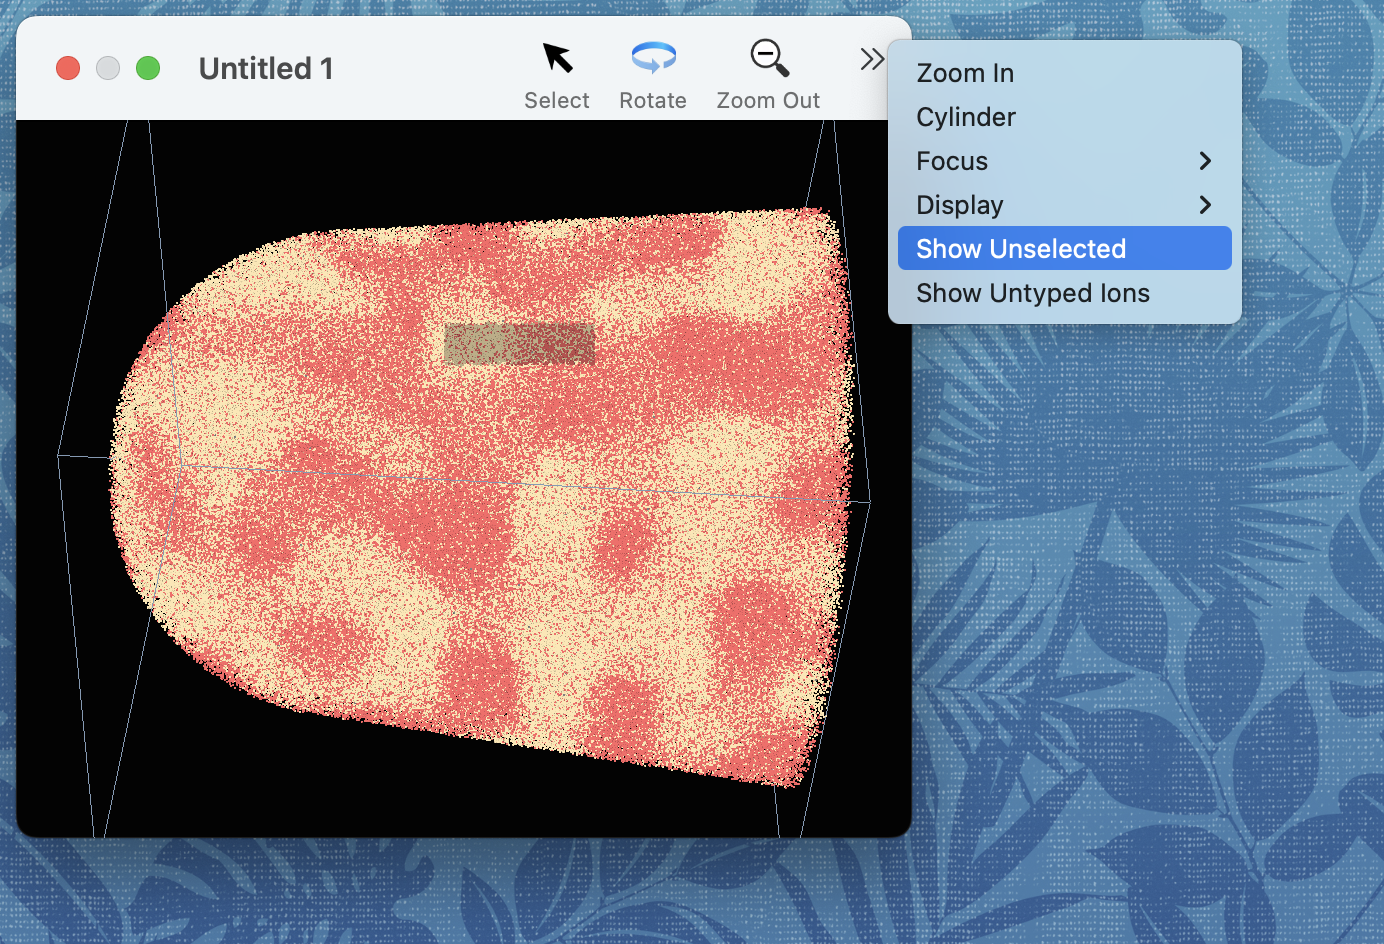 Untitled 1
Select
Rotate
Zoom Out
Zoom In
Cylinder
Focus
Display
Show Unselected
Show Untyped Ions